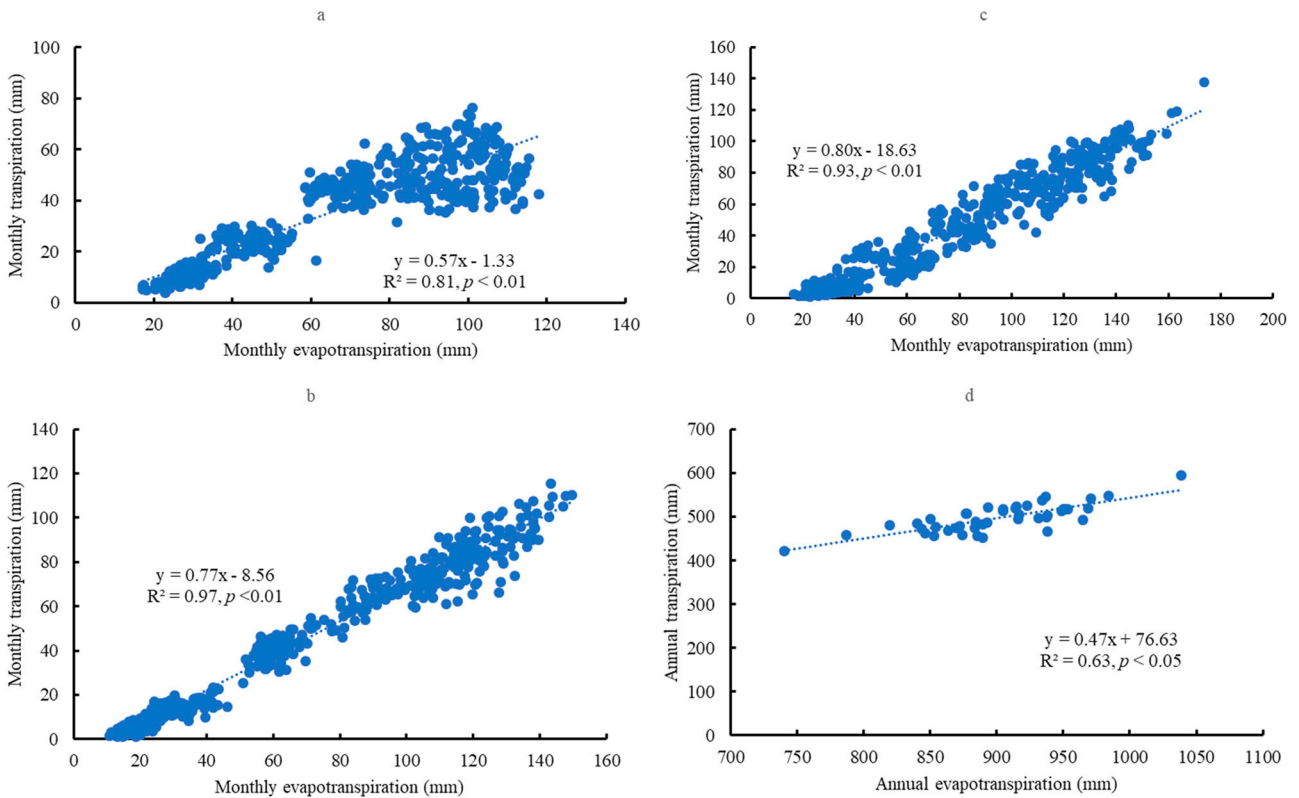 a
Monthly transpiration (mm)
100
80
60
40
20
0
y = 0.57x - 1.33
R² = 0.81, p < 0.01
0 20 40 60 80 100 120 140
Monthly evapotranspiration (mm)
c
Monthly transpiration (mm)
160
140
120
100
80
60
40
20
0
y = 0.80x - 18.63
R² = 0.93, p < 0.01
0 20 40 60 80 100 120 140 160 180 200
Monthly evapotranspiration (mm)
b
Monthly transpiration (mm)
140
120
100
80
60
40
20
0
y = 0.77x - 8.56
R² = 0.97, p <0.01
0 20 40 60 80 100 120 140 160
Monthly evapotranspiration (mm)
d
Annual transpiration (mm)
700
600
500
400
300
200
100
0
y = 0.47x + 76.63
R² = 0.63, p < 0.05
700 750 800 850 900 950 1000 1050 1100
Annual evapotranspiration (mm)